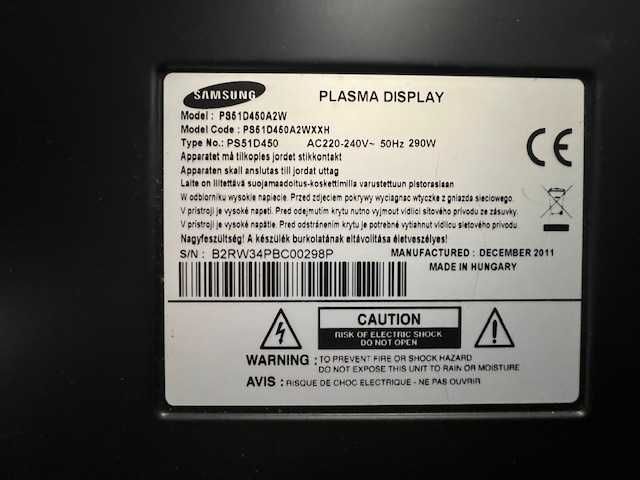 SAMSUNG
PLASMA DISPLAY
Model : PS51D450A2W
Model Code : PS51D450A2WXXH
Type No.: PS51D450 AC220-240V~ 50Hz 290W
Apparatet må tilkoples jordet stikkontakt
Apparaten skall anslutas till jordat uttag
Laite on liitettävä suojamaadoitus-koskettimilla varustettuun pistorasiaan
W odbiorniku wysokie napiecie. Przed zdjeciem pokrywy wyciagnac wtyczke z gniazda sieciowego.
V prístroji je vysoké napetí. Pred odejmutím krytu nutno vyjmout vidlici sitového prívodu ze zásuvky.
V prístroji je vysoké napätie. Pred odstránením krytu je potrebné vytiahnut vidlicu sletového prívodu.
Nagyfeszültség! A készülék burkolatának eltávolítása életveszélyes!
S/N : B2RW34PBC00298P
MANUFACTURED : DECEMBER 2011
MADE IN HUNGARY
CE
CAUTION
RISK OF ELECTRIC SHOCK
DO NOT OPEN
WARNING : TO PREVENT FIRE OR SHOCK HAZARD
DO NOT EXPOSE THIS UNIT TO RAIN OR MOISTURE
AVIS : RISQUE DE CHOC ELECTRIQUE - NE PAS OUVRIR